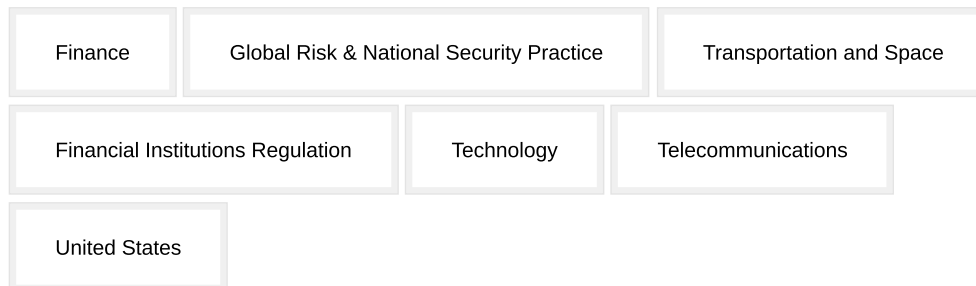 Finance Global Risk & National Security Practice Transportation and Space
Financial Institutions Regulation Technology Telecommunications
United States